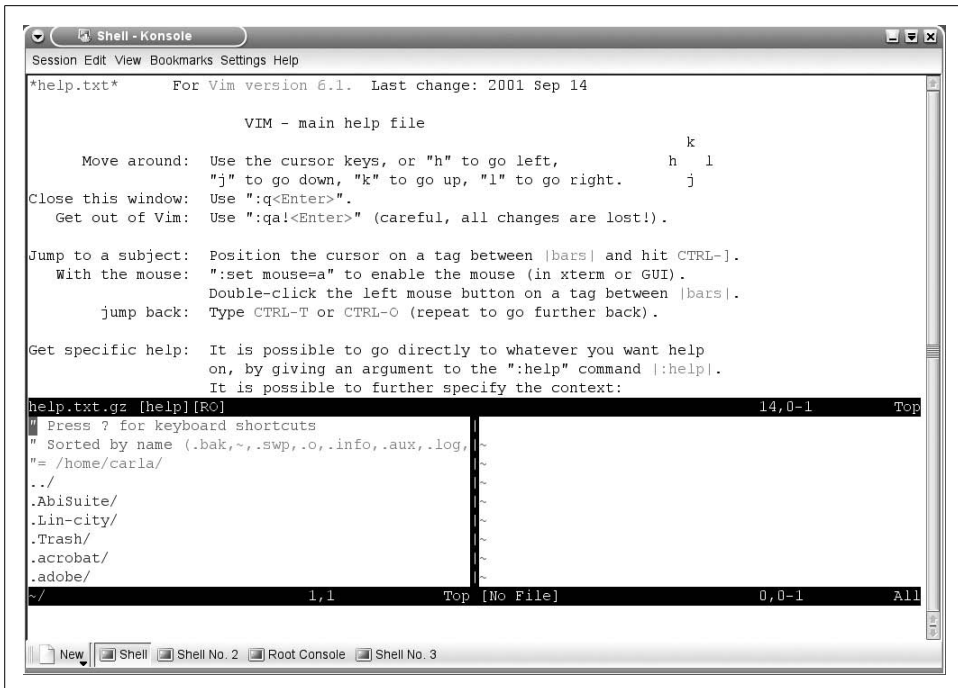 Shell - Konsole
Session Edit View Bookmarks Settings Help
*help.txt*      For Vim version 6.1.  Last change: 2001 Sep 14
VIM - main help file
k
Move around:  Use the cursor keys, or "h" to go left,            h   l
"j" to go down, "k" to go up, "l" to go right.       j
Close this window:  Use ":q<Enter>".
Get out of Vim:  Use ":qa!<Enter>" (careful, all changes are lost!).
Jump to a subject:  Position the cursor on a tag between |bars| and hit CTRL-].
With the mouse:  ":set mouse=a" to enable the mouse (in xterm or GUI).
Double-click the left mouse button on a tag between |bars|.
jump back:  Type CTRL-T or CTRL-O (repeat to go further back).
Get specific help:  It is possible to go directly to whatever you want help
on, by giving an argument to the ":help" command |:help|.
It is possible to further specify the context:
help.txt.gz [help][RO]                                      14,0-1         Top
" Press ? for keyboard shortcuts
" Sorted by name (.bak,~,.swp,.o,.info,.aux,.log, ~
"= /home/carla/ ~
../ ~
.AbiSuite/ ~
.Lin-city/ ~
.Trash/ ~
.acrobat/ ~
.adobe/ ~
~/                             1,1            Top [No File]                     0,0-1          All
New Shell Shell No. 2 Root Console Shell No. 3